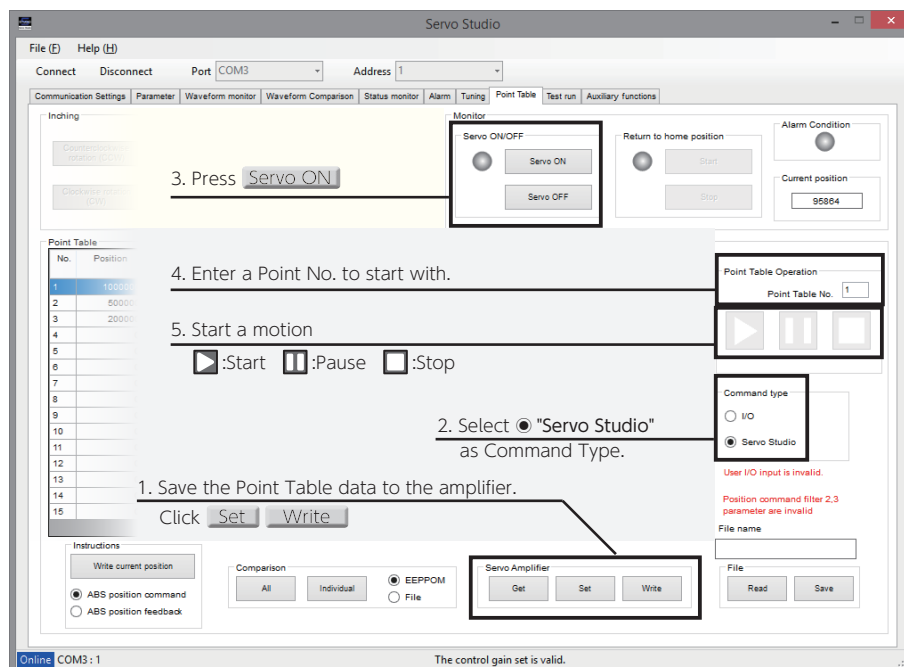 Servo Studio
File (F) Help (H)
Connect Disconnect Port COM3 Address 1
Communication Settings Parameter Waveform monitor Waveform Comparison Status monitor Alarm Tuning Point Table Test run Auxiliary functions
Inching
Monitor
Servo ON/OFF
Return to home position
Alarm Condition
Servo ON
Start
Servo OFF
Stop
Current position
95864
3. Press Servo ON
Point Table
No. Position
1 100000
2 50000
3 20000
4
5
6
7
8
9
10
11
12
13
14
15
4. Enter a Point No. to start with.
Point Table Operation
Point Table No. 1
5. Start a motion
:Start :Pause :Stop
Command type
I/O
Servo Studio
2. Select "Servo Studio"
as Command Type.
User I/O input is invalid.
Position command filter 2,3
parameter are invalid
1. Save the Point Table data to the amplifier.
Click Set Write
File name
Instructions
Write current position
ABS position command
ABS position feedback
Comparison
All Individual
EEPPOM
File
Servo Amplifier
Get Set Write
File
Read Save
Online COM3 : 1 The control gain set is valid.